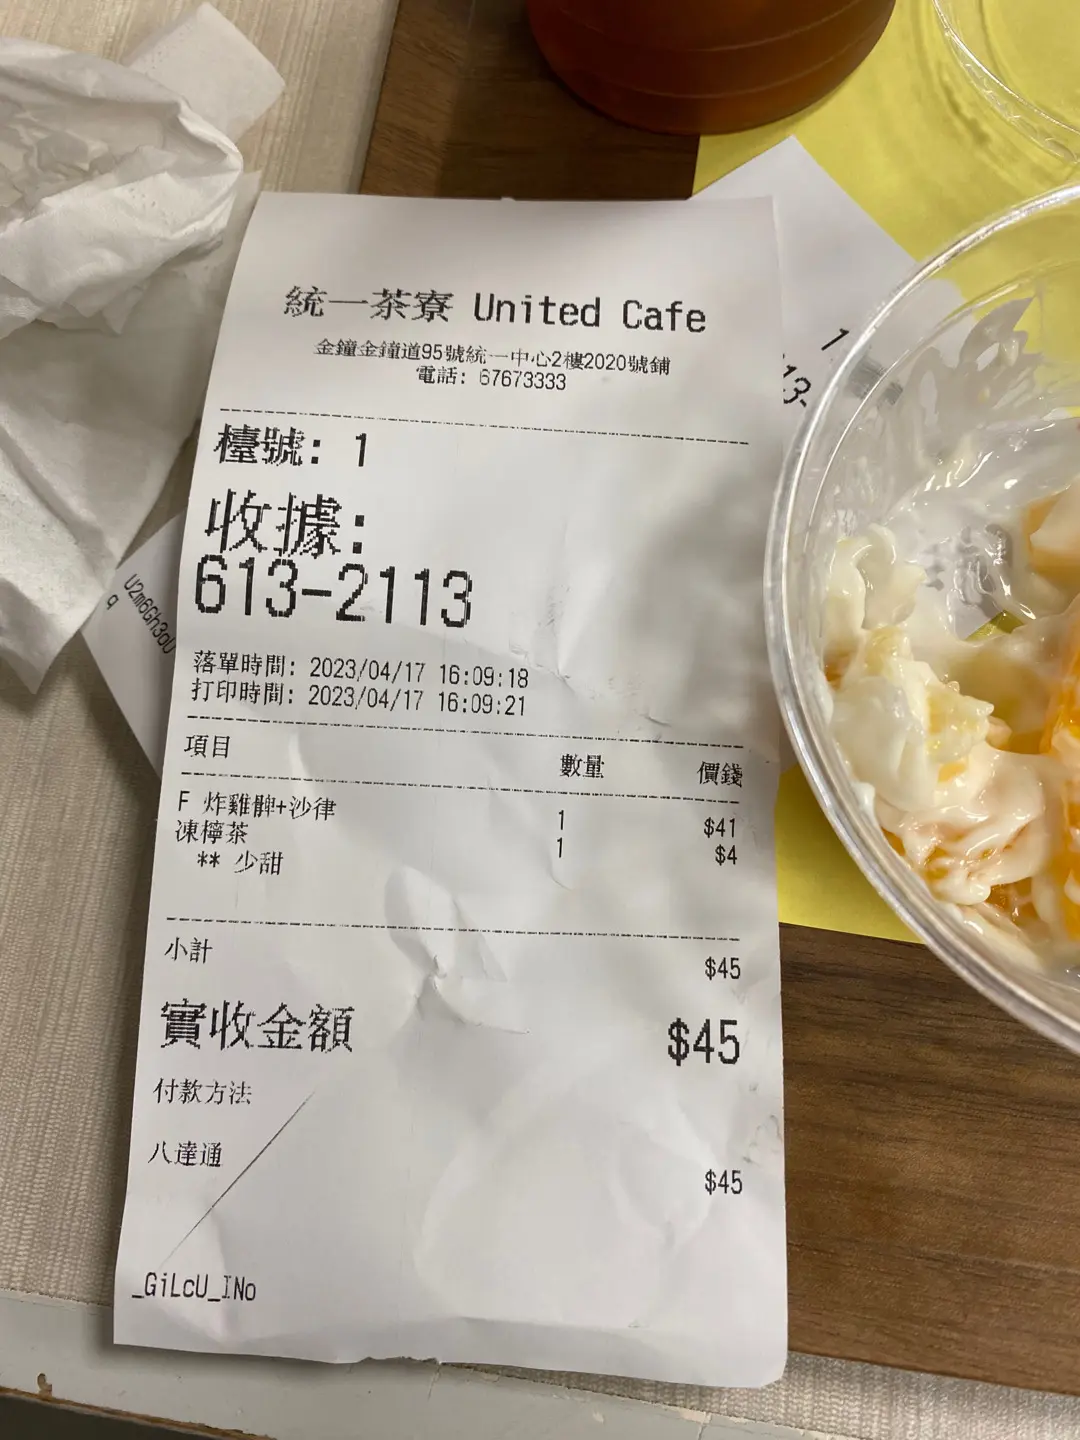 統一茶寮 United Cafe
金鐘金鐘道95號統一中心2樓2020號鋪
電話: 67673333
檯號: 1
收據:
613-2113
落單時間: 2023/04/17 16:09:18
打印時間: 2023/04/17 16:09:21
項目 數量 價錢
F 炸雞髀+沙律 1 $41
凍檸茶 1 $4
** 少甜
小計 $45
實收金額 $45
付款方法
八達通 $45
_GiLcU_INo
U2m6Gh3oU
q
1
13-